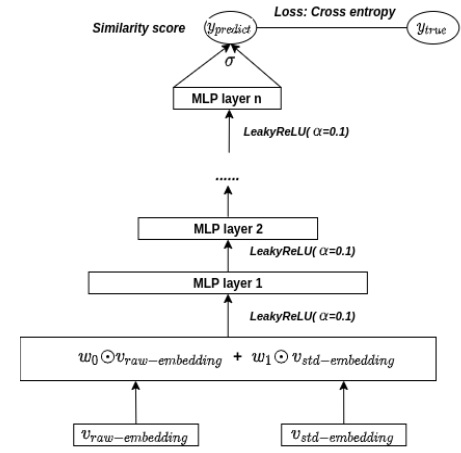 Loss: Cross entropy
Similarity score y_predict y_true
σ
MLP layer n
LeakyReLU( α=0.1)
......
MLP layer 2
LeakyReLU( α=0.1)
MLP layer 1
LeakyReLU( α=0.1)
w_0⊙v_raw−embedding + w_1⊙v_std−embedding
v_raw−embedding v_std−embedding